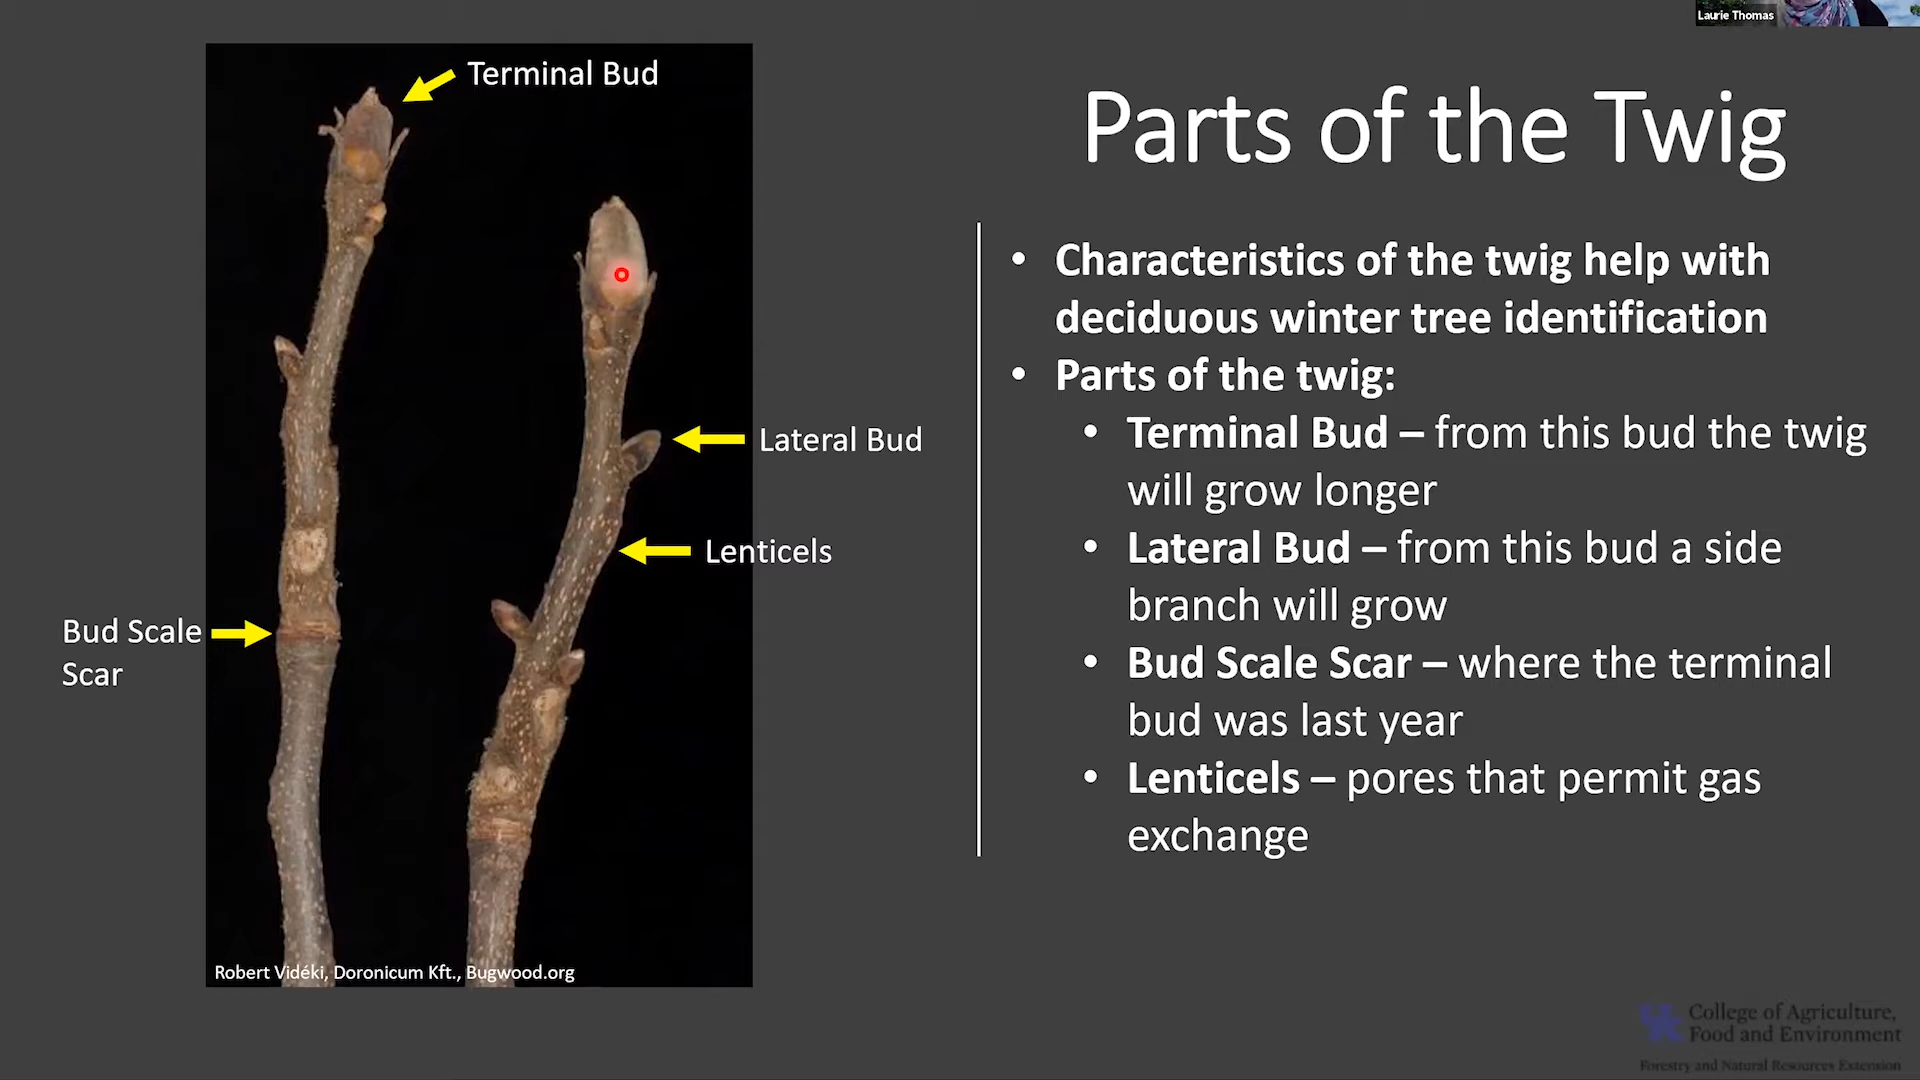 Laurie Thomas
Terminal Bud
Lateral Bud
Lenticels
Bud Scale
Scar
Robert Vidéki, Doronicum Kft., Bugwood.org
Parts of the Twig
• Characteristics of the twig help with
deciduous winter tree identification
• Parts of the twig:
• Terminal Bud – from this bud the twig
will grow longer
• Lateral Bud – from this bud a side
branch will grow
• Bud Scale Scar – where the terminal
bud was last year
• Lenticels – pores that permit gas
exchange
UK College of Agriculture,
Food and Environment
Forestry and Natural Resources Extension